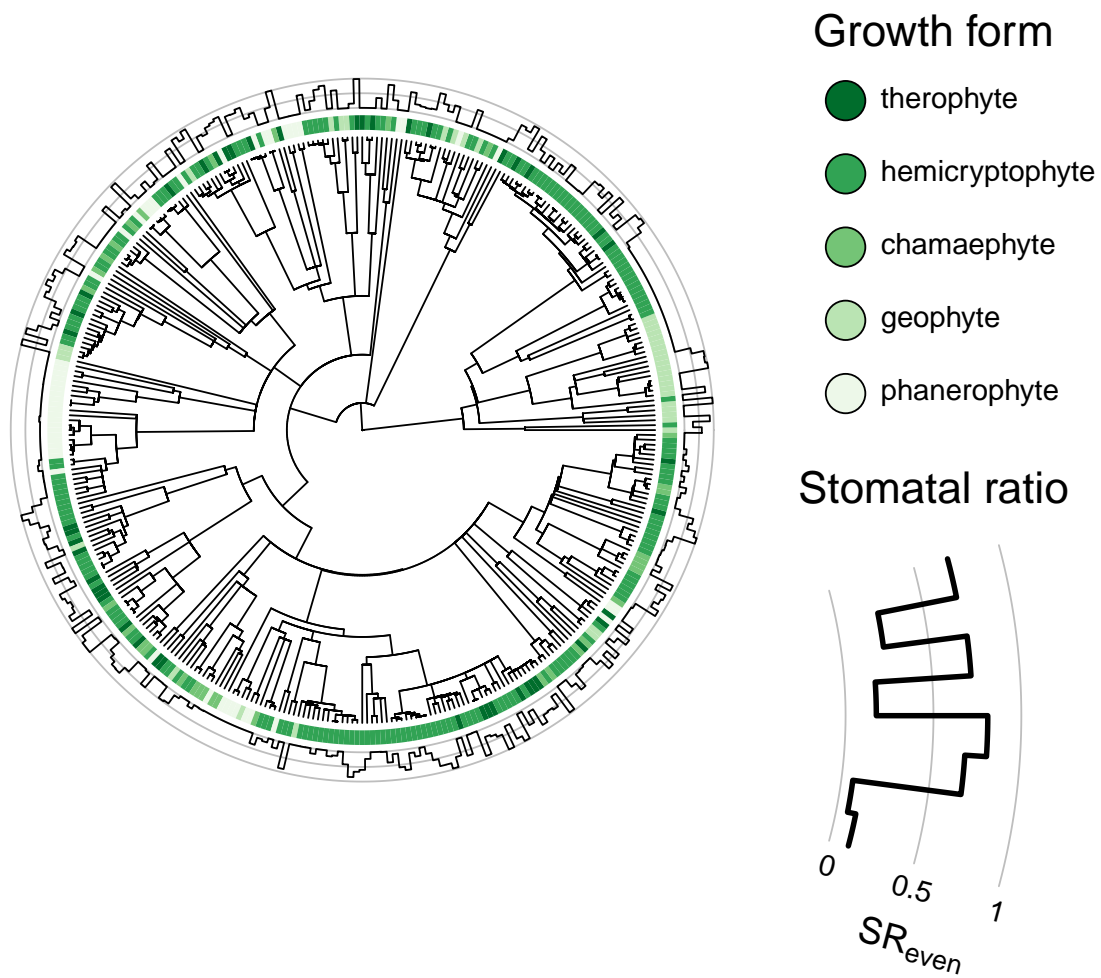 Growth form
therophyte
hemicryptophyte
chamaephyte
geophyte
phanerophyte
Stomatal ratio
0
0.5
1
SReven